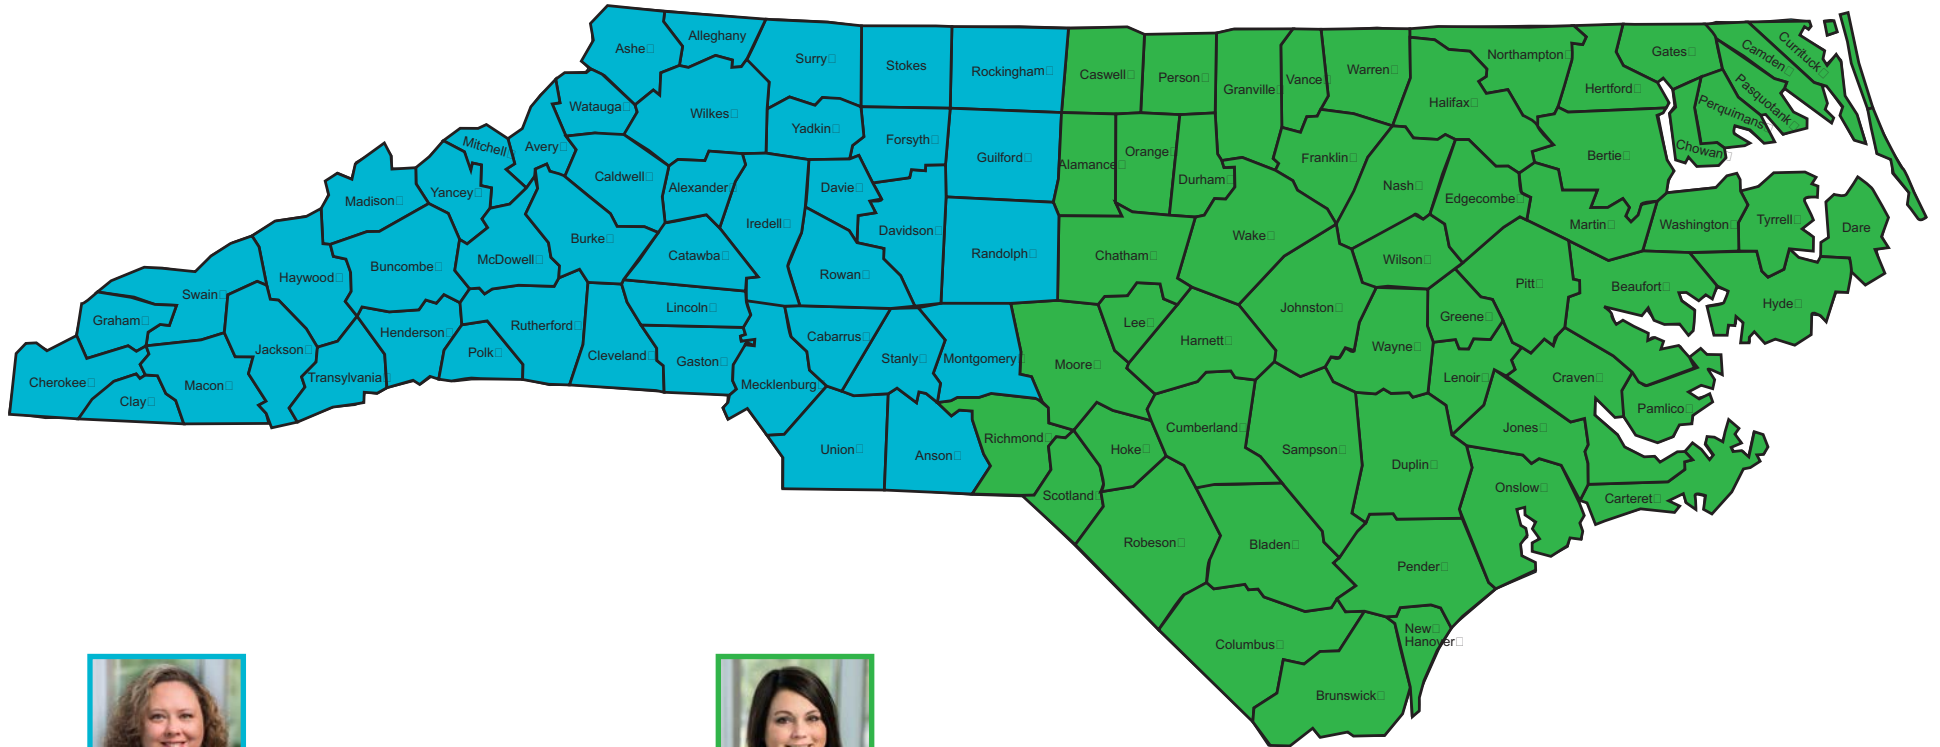 Ashe
Alleghany
Surry
Stokes
Rockingham
Caswell
Person
Granville
Vance
Warren
Northampton
Gates
Camden
Currituck
Halifax
Hertford
Pasquotank
Perquimans
Watauga
Wilkes
Yadkin
Forsyth
Guilford
Alamance
Orange
Durham
Franklin
Nash
Edgecombe
Bertie
Chowan
Mitchell
Avery
Caldwell
Alexander
Davie
Madison
Yancey
Iredell
Davidson
Randolph
Chatham
Wake
Wilson
Martin
Washington
Tyrrell
Dare
Burke
McDowell
Catawba
Rowan
Buncombe
Haywood
Swain
Pitt
Beaufort
Hyde
Graham
Henderson
Rutherford
Lincoln
Cabarrus
Lee
Harnett
Johnston
Greene
Wayne
Jackson
Polk
Cleveland
Gaston
Stanly
Montgomery
Moore
Lenoir
Craven
Cherokee
Clay
Macon
Transylvania
Mecklenburg
Pamlico
Union
Anson
Richmond
Hoke
Cumberland
Sampson
Duplin
Jones
Scotland
Onslow
Carteret
Robeson
Bladen
Pender
Columbus
New
Hanover
Brunswick